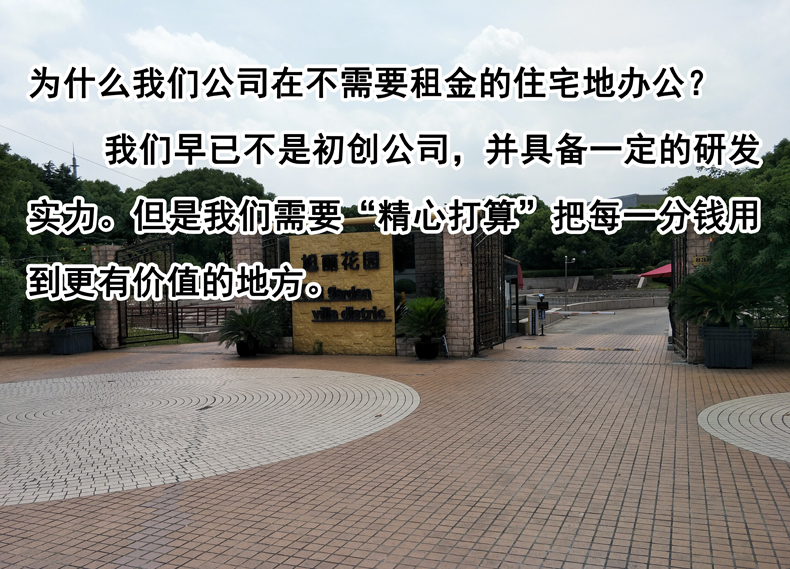 为什么我们公司在不需要租金的住宅地办公？
我们早已不是初创公司，并具备一定的研发
实力。但是我们需要“精心打算”把每一分钱用
到更有价值的地方。
旭丽花园
Garden
villa distric